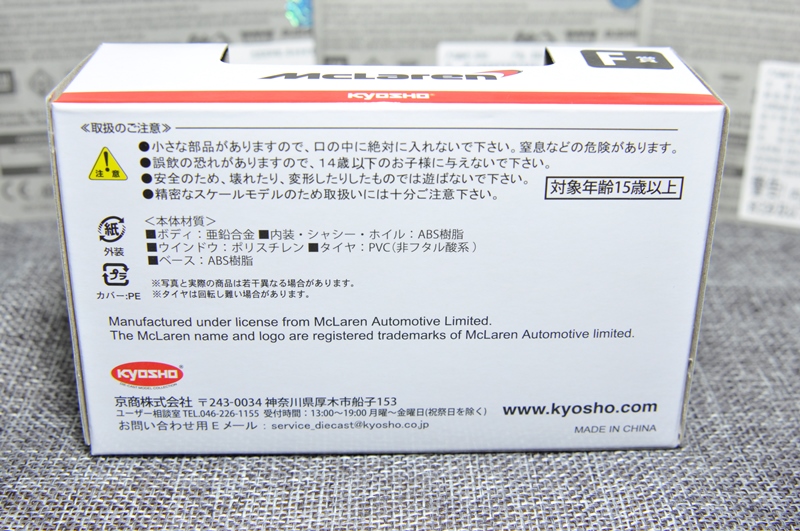 F賞
McLaren
KYOSHO
≪取扱のご注意≫
注意
●小さな部品がありますので、口の中に絶対に入れないで下さい。窒息などの危険があります。
●誤飲の恐れがありますので、14歳以下のお子様に与えないで下さい。
●安全のため、壊れたり、変形したりしたものでは遊ばないで下さい。
●精密なスケールモデルのため取扱いには十分ご注意下さい。
対象年齢15歳以上
紙
外装
プラ
カバー:PE
＜本体材質＞
■ボディ：亜鉛合金 ■内装・シャシー・ホイル：ABS樹脂
■ウインドウ：ポリスチレン ■タイヤ：PVC(非フタル酸系)
■ベース：ABS樹脂
※写真と実際の商品は若干異なる場合があります。
※タイヤは回転し難い場合があります。
Manufactured under license from McLaren Automotive Limited.
The McLaren name and logo are registered trademarks of McLaren Automotive limited.
KYOSHO
京商株式会社 〒243-0034 神奈川県厚木市船子153
ユーザー相談室 TEL.046-226-1155 受付時間：13:00～19:00 月曜～金曜日(祝祭日を除く)
お問い合わせ用 E メール：service_diecast@kyosho.co.jp
www.kyosho.com
MADE IN CHINA